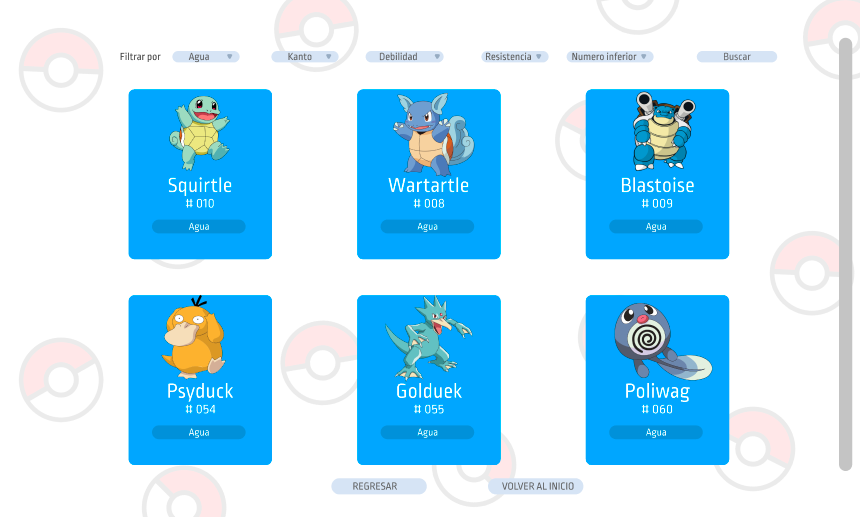 Filtrar por Agua Kanto Debilidad Resistencia Numero inferior Buscar
Squirtle Wartartle Blastoise
# 010 # 008 # 009
Agua Agua Agua
Psyduck Golduek Poliwag
# 054 # 055 # 060
Agua Agua Agua
REGRESAR VOLVER AL INICIO